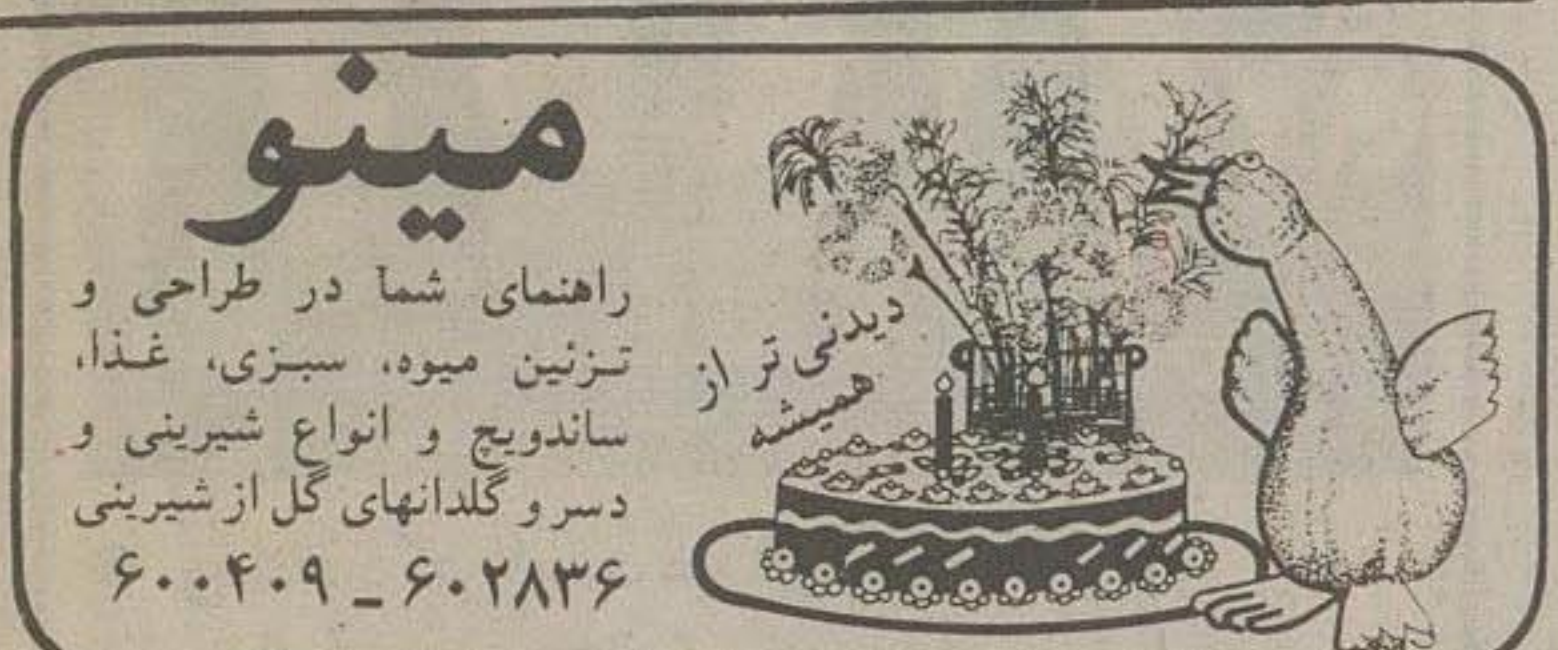 مینو
راهنمای شما در طراحی و
تزئین میوه، سبزی، غذا،
ساندویچ و انواع شیرینی و
دسر و گلدانهای گل از شیرینی
۶۰۰۴۰۹ _ ۶۰۲۸۳۶
دیدنی تر از
همیشه